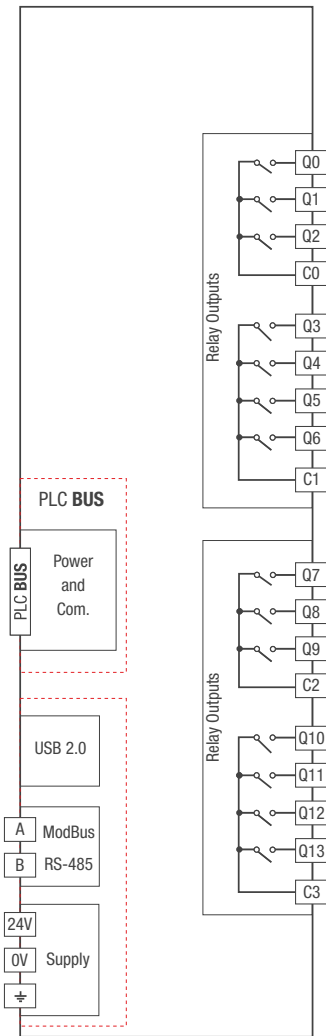 Relay Outputs
Q0
Q1
Q2
C0
Q3
Q4
Q5
Q6
C1
PLC BUS
PLC BUS
Power
and
Com.
Relay Outputs
Q7
Q8
Q9
C2
Q10
Q11
Q12
Q13
C3
USB 2.0
A
B
ModBus
RS-485
24V
0V
Supply